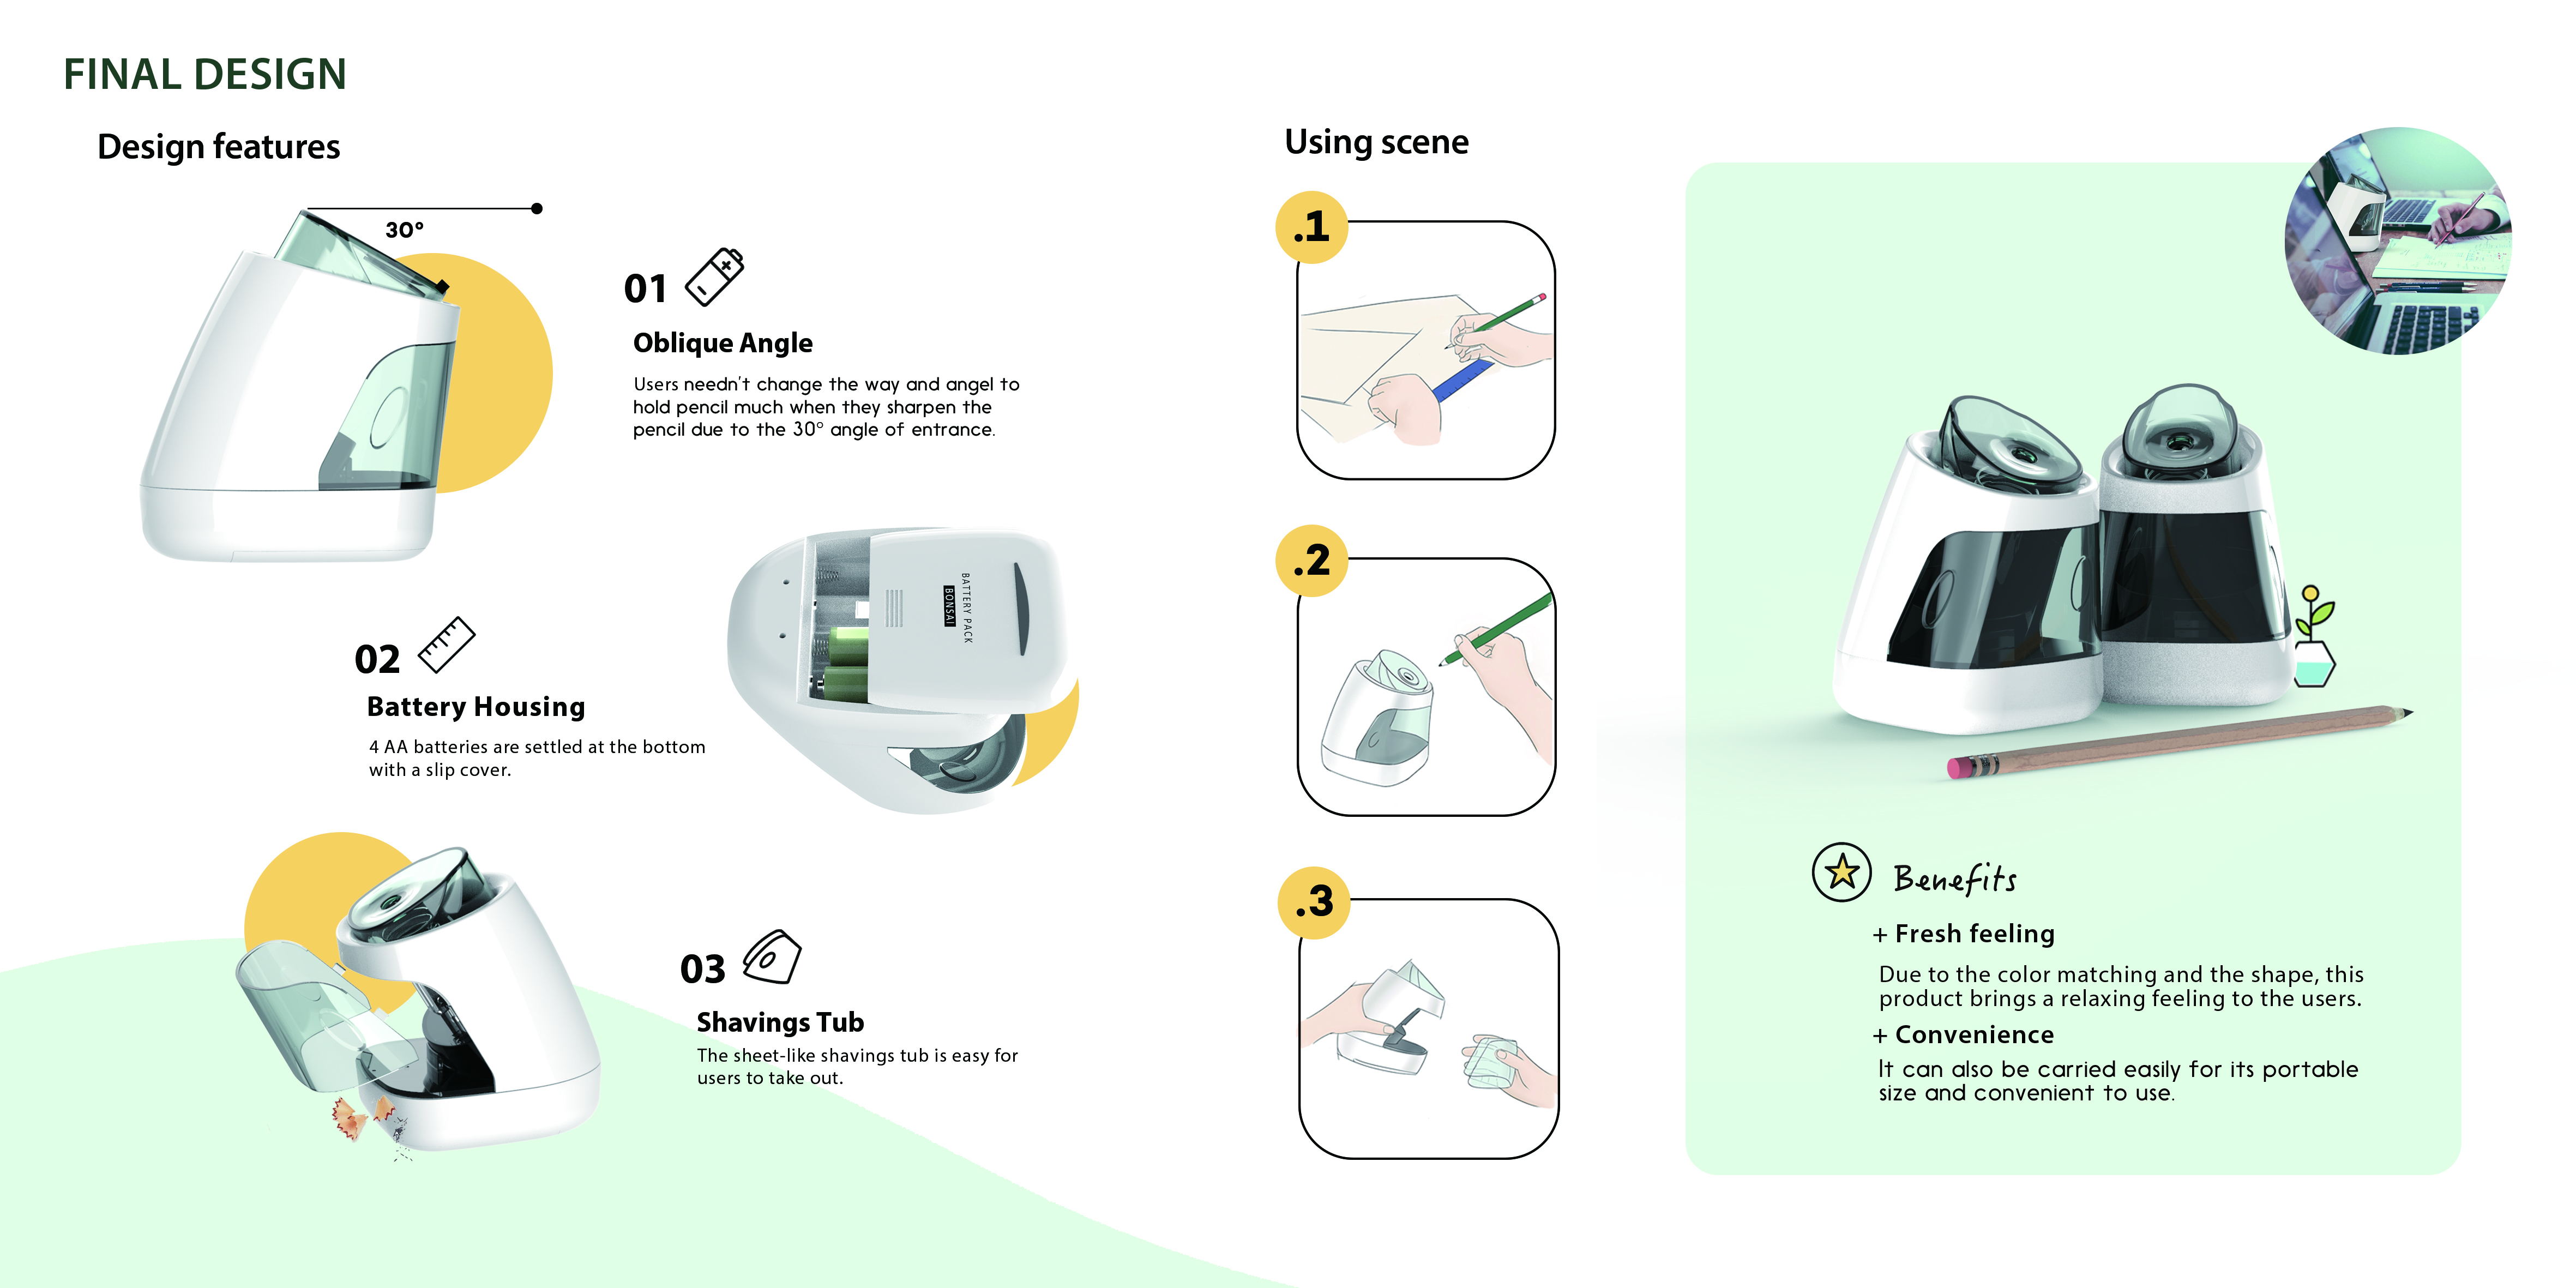 FINAL DESIGN
Design features
30°
01
Oblique Angle
Users needn't change the way and angel to
hold pencil much when they sharpen the
pencil due to the 30° angle of entrance.
BATTERY PACK
BONSAI
02
Battery Housing
4 AA batteries are settled at the bottom
with a slip cover.
03
Shavings Tub
The sheet-like shavings tub is easy for
users to take out.
Using scene
.1
.2
.3
Benefits
+ Fresh feeling
Due to the color matching and the shape, this
product brings a relaxing feeling to the users.
+ Convenience
It can also be carried easily for its portable
size and convenient to use.